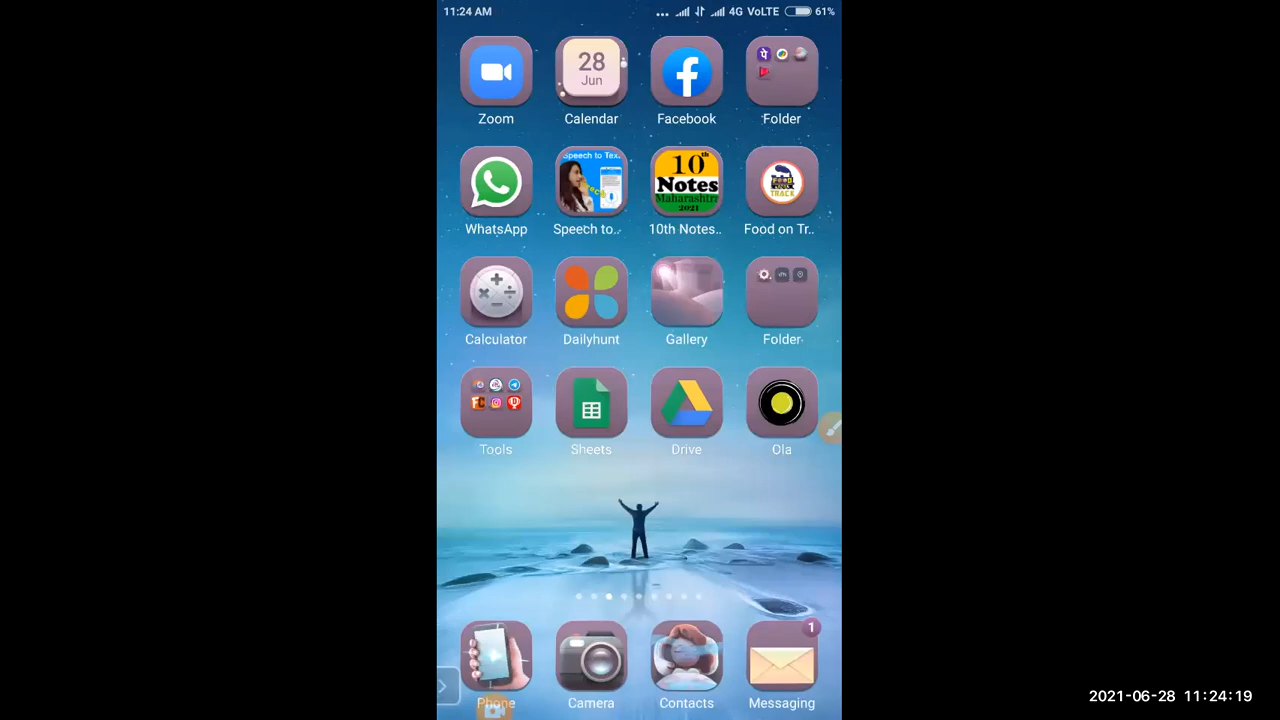 11:24 AM
4G VoLTE 61%
28
Jun
Zoom Calendar Facebook Folder
Speech to Tex
10th
Notes
Maharashtr
2021
TRACK
WhatsApp Speech to.. 10th Notes.. Food on Tr..
Calculator Dailyhunt Gallery Folder
Tools Sheets Drive Ola
1
Phone Camera Contacts Messaging
2021-06-28 11:24:19